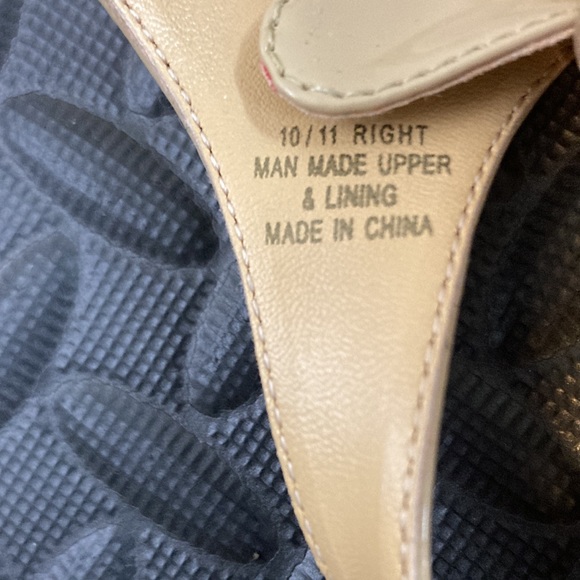 10/11 RIGHT
MAN MADE UPPER
& LINING
MADE IN CHINA